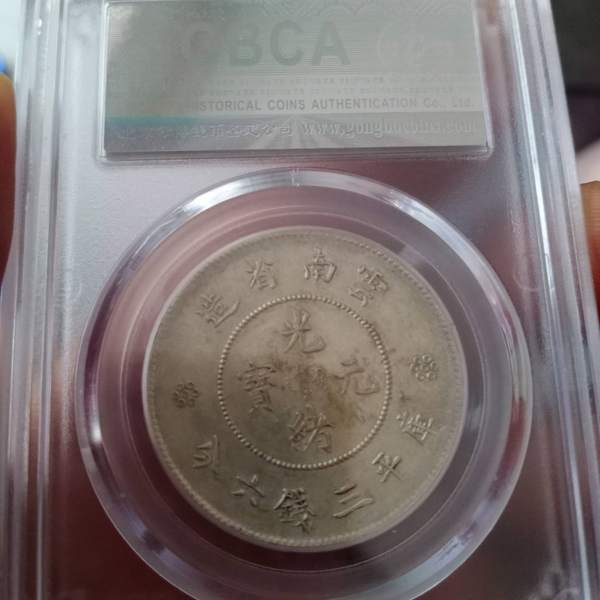 GBCA
HISTORICAL COINS AUTHENTICATION Co., Ltd.
雲南省造
光緒元寶
庫平三錢六分